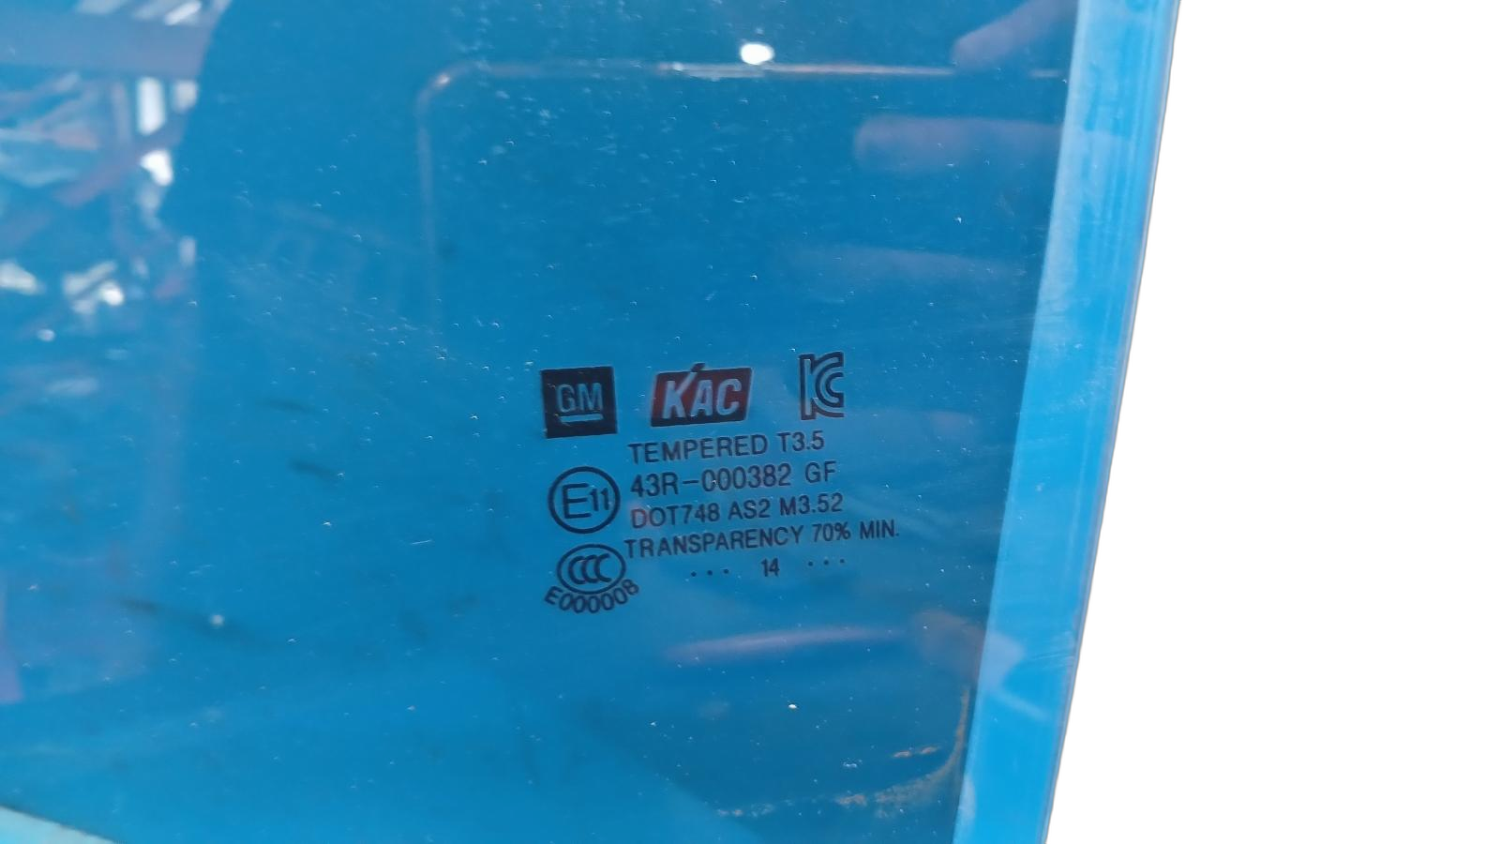 GM KAC KC
TEMPERED T3.5
43R-000382 GF
E11
DOT748 AS2 M3.52
TRANSPARENCY 70% MIN.
CCC
... 14 ...
E000008